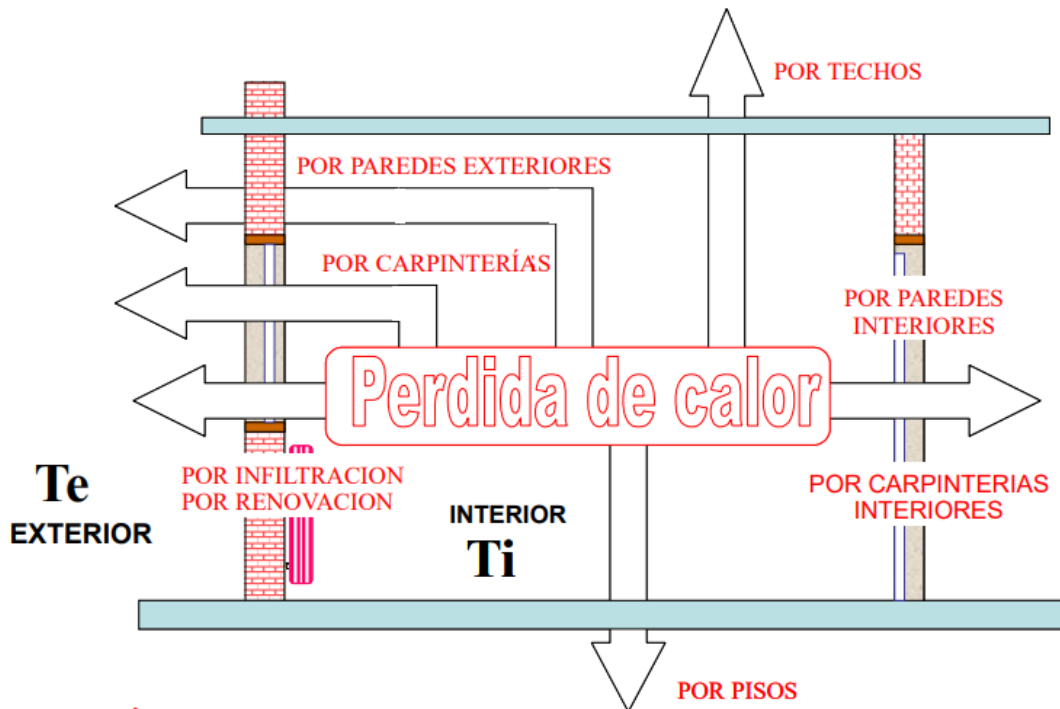 POR TECHOS
POR PAREDES EXTERIORES
POR CARPINTERÍAS
POR PAREDES
INTERIORES
Perdida de calor
POR INFILTRACION
POR RENOVACION
Te
EXTERIOR
INTERIOR
Ti
POR CARPINTERIAS
INTERIORES
POR PISOS